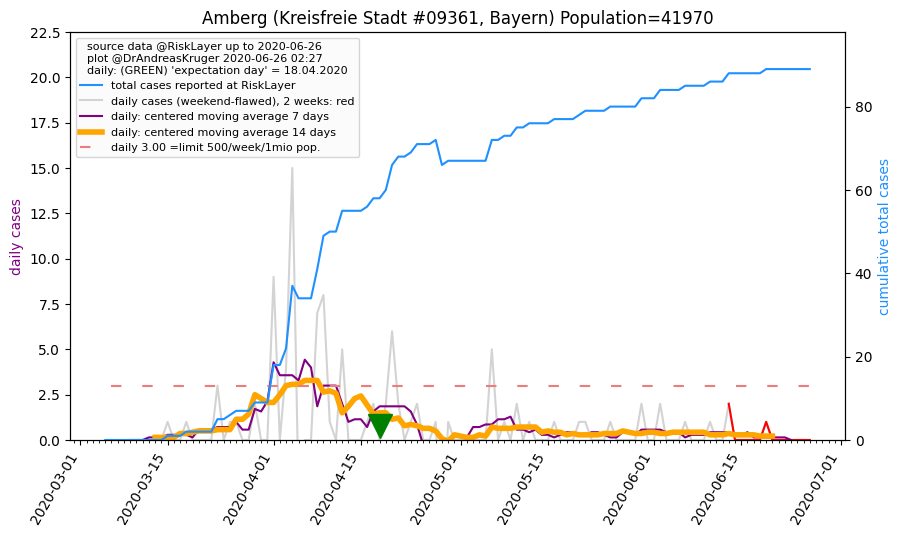 Amberg (Kreisfreie Stadt #09361, Bayern) Population=41970
source data @RiskLayer up to 2020-06-26
plot @DrAndreasKruger 2020-06-26 02:27
daily: (GREEN) 'expectation day' = 18.04.2020
total cases reported at RiskLayer
daily cases (weekend-flawed), 2 weeks: red
daily: centered moving average 7 days
daily: centered moving average 14 days
daily 3.00 =limit 500/week/1mio pop.
daily cases
22.5
20.0
17.5
15.0
12.5
10.0
7.5
5.0
2.5
0.0
cumulative total cases
80
60
40
20
0
2020-03-01
2020-03-15
2020-04-01
2020-04-15
2020-05-01
2020-05-15
2020-06-01
2020-06-15
2020-07-01